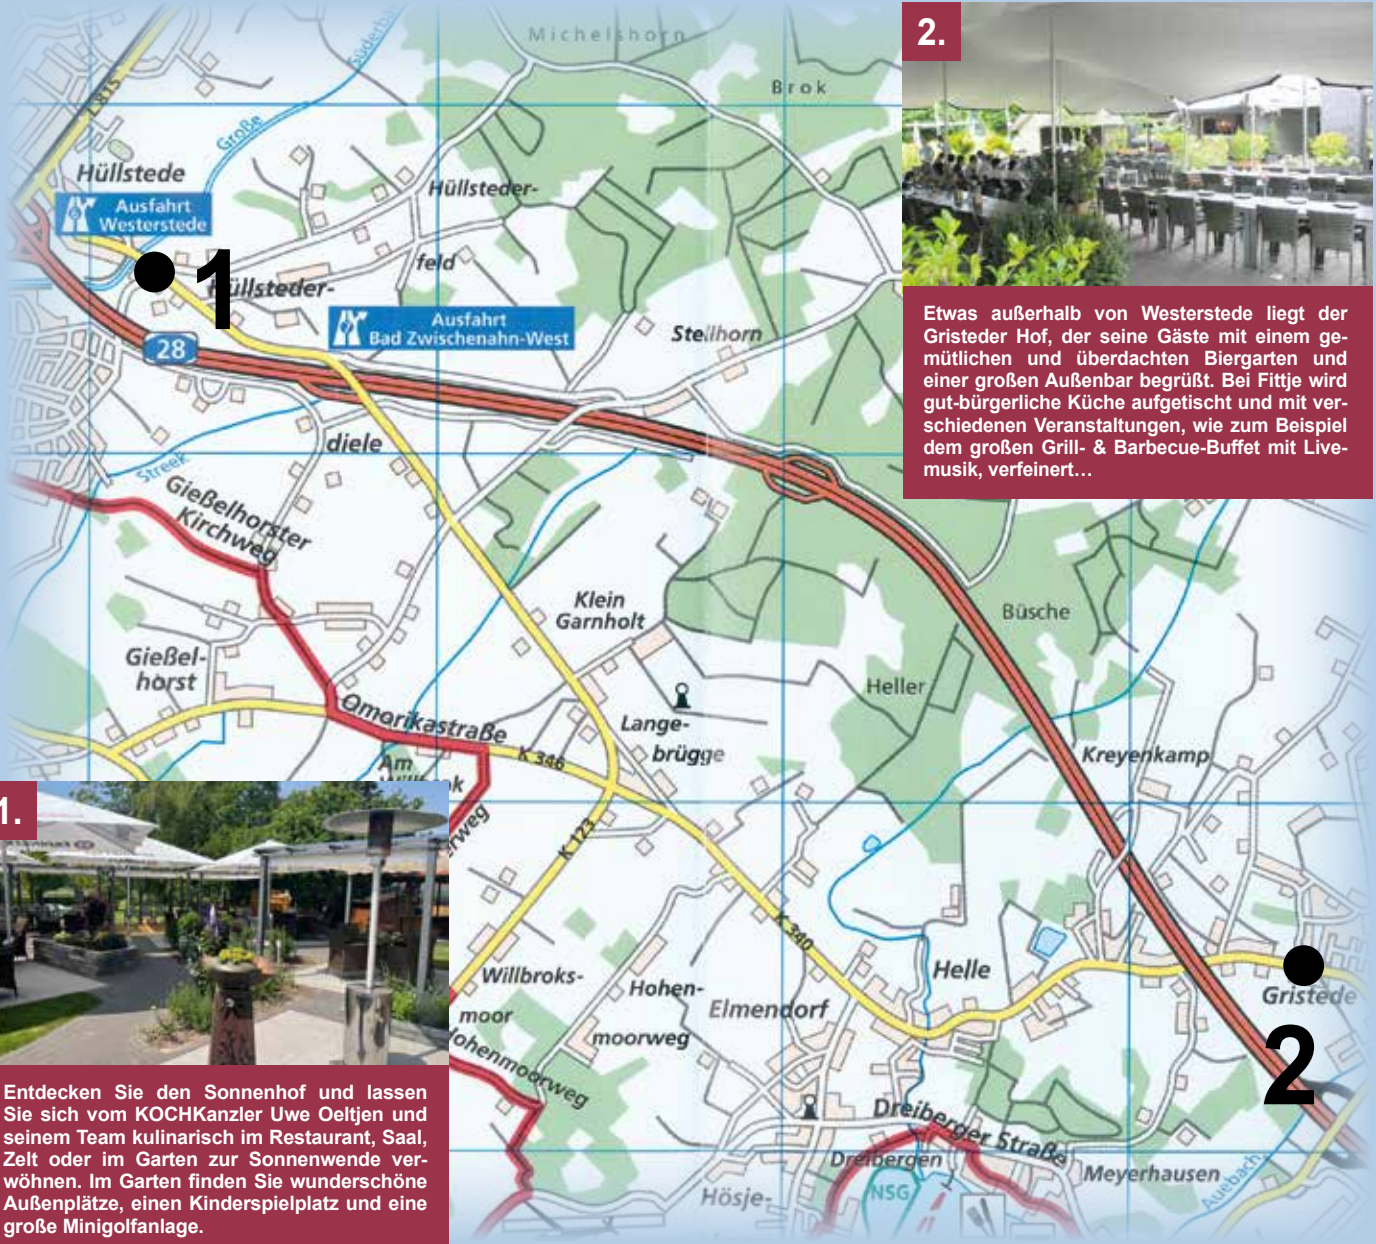 Michelshorn
2.
Brok
Süderbä
L 815
Große
Hüllstede
Ausfahrt
Westerstede
Hüllsteder-
feld
1
üllsteder-
Ausfahrt
Bad Zwischenahn-West
28
Stellhorn
Etwas außerhalb von Westerstede liegt der
Gristeder Hof, der seine Gäste mit einem ge-
mütlichen und überdachten Biergarten und
einer großen Außenbar begrüßt. Bei Fittje wird
gut-bürgerliche Küche aufgetischt und mit ver-
schiedenen Veranstaltungen, wie zum Beispiel
dem großen Grill- & Barbecue-Buffet mit Live-
musik, verfeinert…
diele
Streek
Gießelhorster
Kirchweg
Klein
Garnholt
Büsche
Gießel-
horst
Heller
Omorikastraße
Lange-
brügge
K 346
Kreyenkamp
Am
k
erweg
1.
K 123
K 340
Willbroks-
moor
Hohen-
moorweg
Elmendorf
Helle
Gristede
2
Hohenmoorweg
Dreiberger Straße
Dreibergen
Meyerhausen
Auebach
NSG
Hösje-
Entdecken Sie den Sonnenhof und lassen
Sie sich vom KOCHKanzler Uwe Oeltjen und
seinem Team kulinarisch im Restaurant, Saal,
Zelt oder im Garten zur Sonnenwende ver-
wöhnen. Im Garten finden Sie wunderschöne
Außenplätze, einen Kinderspielplatz und eine
große Minigolfanlage.